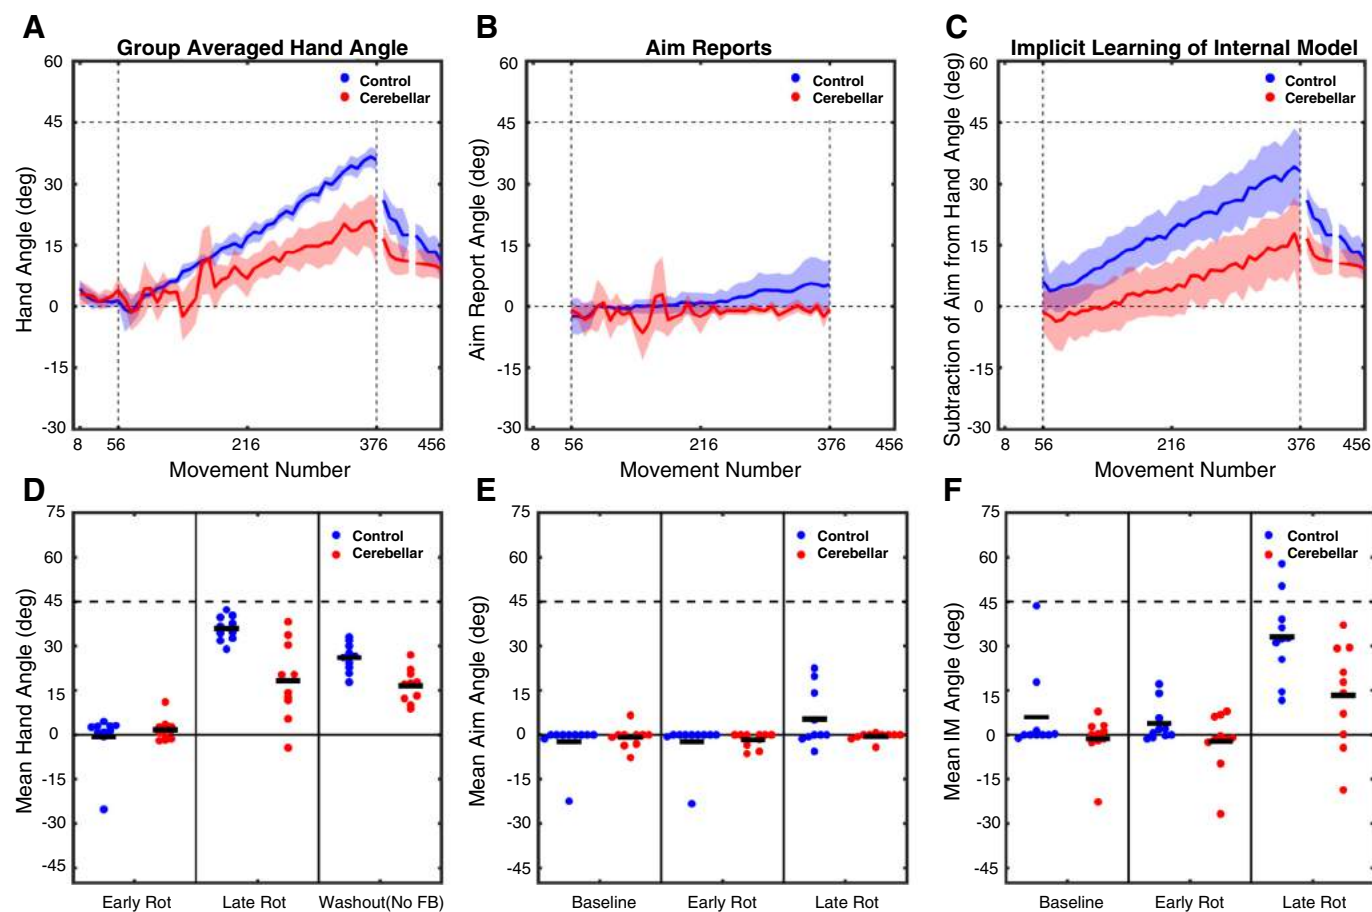 A
Group Averaged Hand Angle
Hand Angle (deg)
60
45
30
15
0
-15
-30
Control
Cerebellar
8 56 216 376 456
Movement Number
B
Aim Reports
Aim Report Angle (deg)
60
45
30
15
0
-15
-30
Control
Cerebellar
8 56 216 376 456
Movement Number
C
Implicit Learning of Internal Model
Subtraction of Aim from Hand Angle (deg)
60
45
30
15
0
-15
-30
Control
Cerebellar
8 56 216 376 456
Movement Number
D
Mean Hand Angle (deg)
75
60
45
30
15
0
-15
-30
-45
Control
Cerebellar
Early Rot Late Rot Washout(No FB)
E
Mean Aim Angle (deg)
75
60
45
30
15
0
-15
-30
-45
Control
Cerebellar
Baseline Early Rot Late Rot
F
Mean IM Angle (deg)
75
60
45
30
15
0
-15
-30
-45
Control
Cerebellar
Baseline Early Rot Late Rot